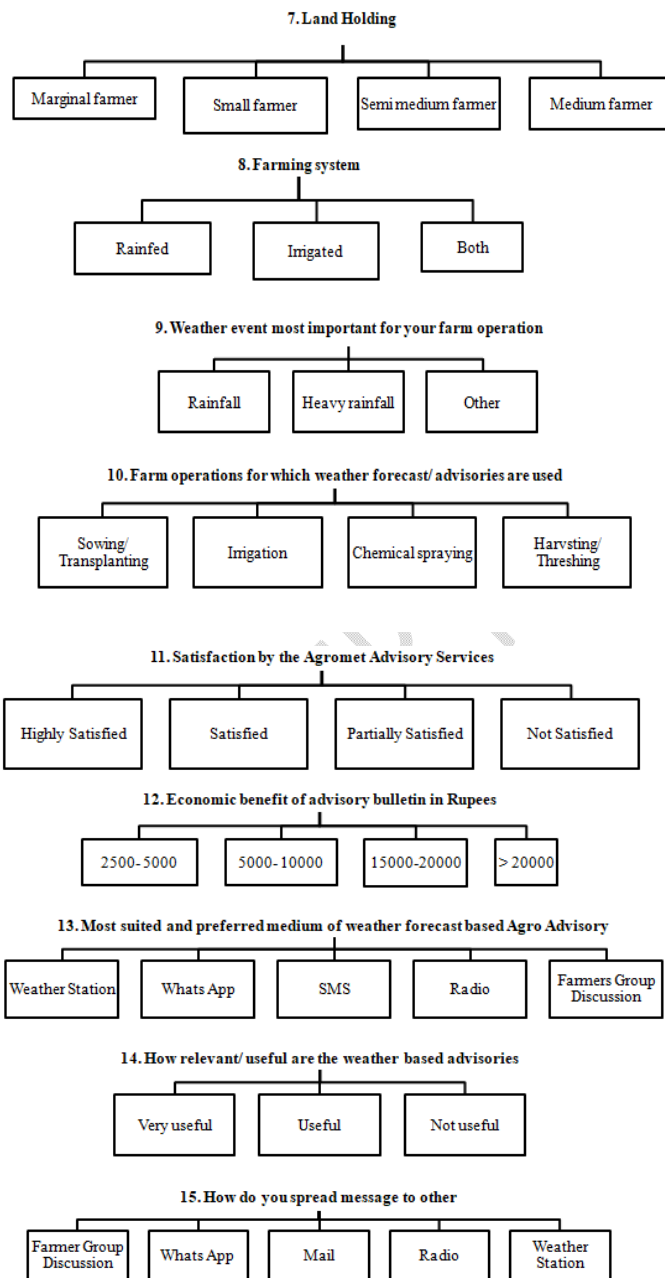 7. Land Holding
Marginal farmer
Small farmer
Semi medium farmer
Medium farmer
8. Farming system
Rainfed
Irrigated
Both
9. Weather event most important for your farm operation
Rainfall
Heavy rainfall
Other
10. Farm operations for which weather forecast/ advisories are used
Sowing/
Transplanting
Irrigation
Chemical spraying
Harvsting/
Threshing
11. Satisfaction by the Agromet Advisory Services
Highly Satisfied
Satisfied
Partially Satisfied
Not Satisfied
12. Economic benefit of advisory bulletin in Rupees
2500-5000
5000-10000
15000-20000
> 20000
13. Most suited and preferred medium of weather forecast based Agro Advisory
Weather Station
Whats App
SMS
Radio
Farmers Group
Discussion
14. How relevant/ useful are the weather based advisories
Very useful
Useful
Not useful
15. How do you spread message to other
Farmer Group
Discussion
Whats App
Mail
Radio
Weather
Station